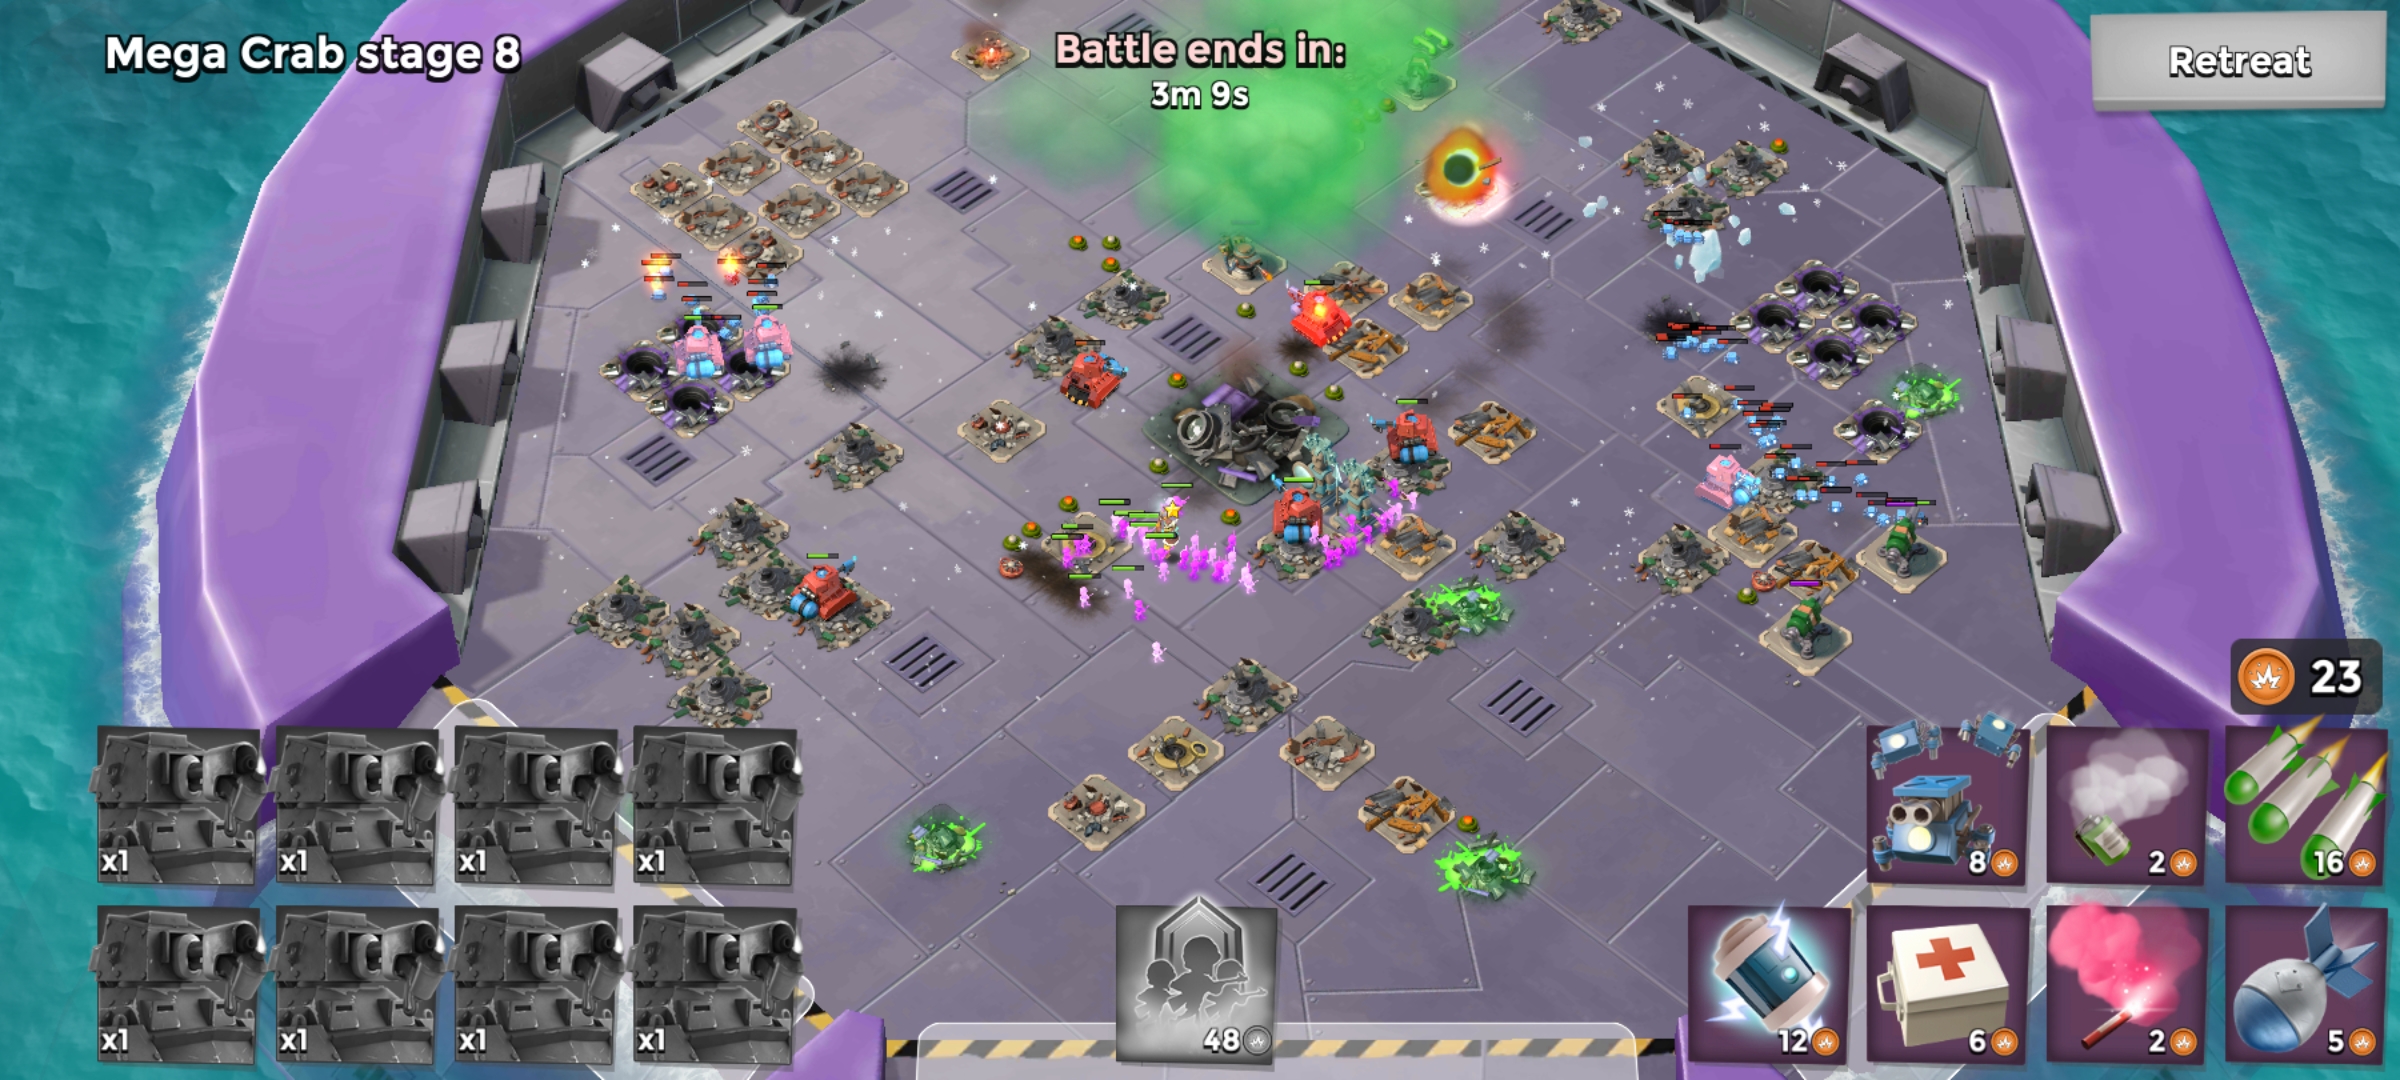 Mega Crab stage 8
Battle ends in:
3m 9s
Retreat
23
x1
x1
x1
x1
8
2
16
x1
x1
x1
x1
48
12
6
2
5